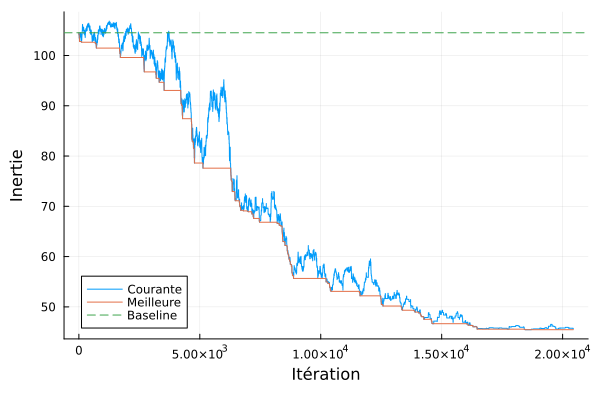 Inertie
100
90
80
70
60
50
Courante
Meilleure
Baseline
0
5.00×10³
1.00×10⁴
1.50×10⁴
2.00×10⁴
Itération